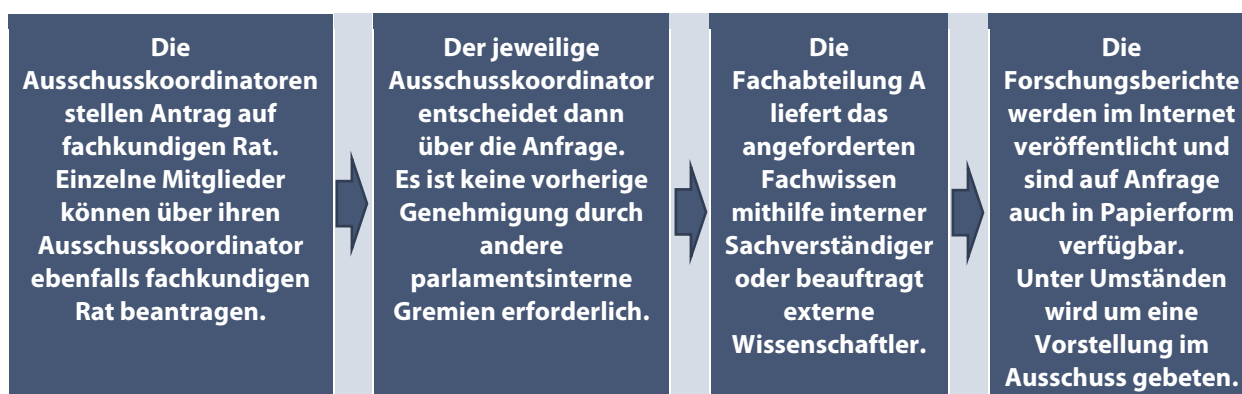 Die
Ausschusskoordinatoren
stellen Antrag auf
fachkundigen Rat.
Einzelne Mitglieder
können über ihren
Ausschusskoordinator
ebenfalls fachkundigen
Rat beantragen.
Der jeweilige
Ausschusskoordinator
entscheidet dann
über die Anfrage.
Es ist keine vorherige
Genehmigung durch
andere
parlamentsinterne
Gremien erforderlich.
Die
Fachabteilung A
liefert das
angeforderten
Fachwissen
mithilfe interner
Sachverständiger
oder beauftragt
externe
Wissenschaftler.
Die
Forschungsberichte
werden im Internet
veröffentlicht und
sind auf Anfrage
auch in Papierform
verfügbar.
Unter Umständen
wird um eine
Vorstellung im
Ausschuss gebeten.